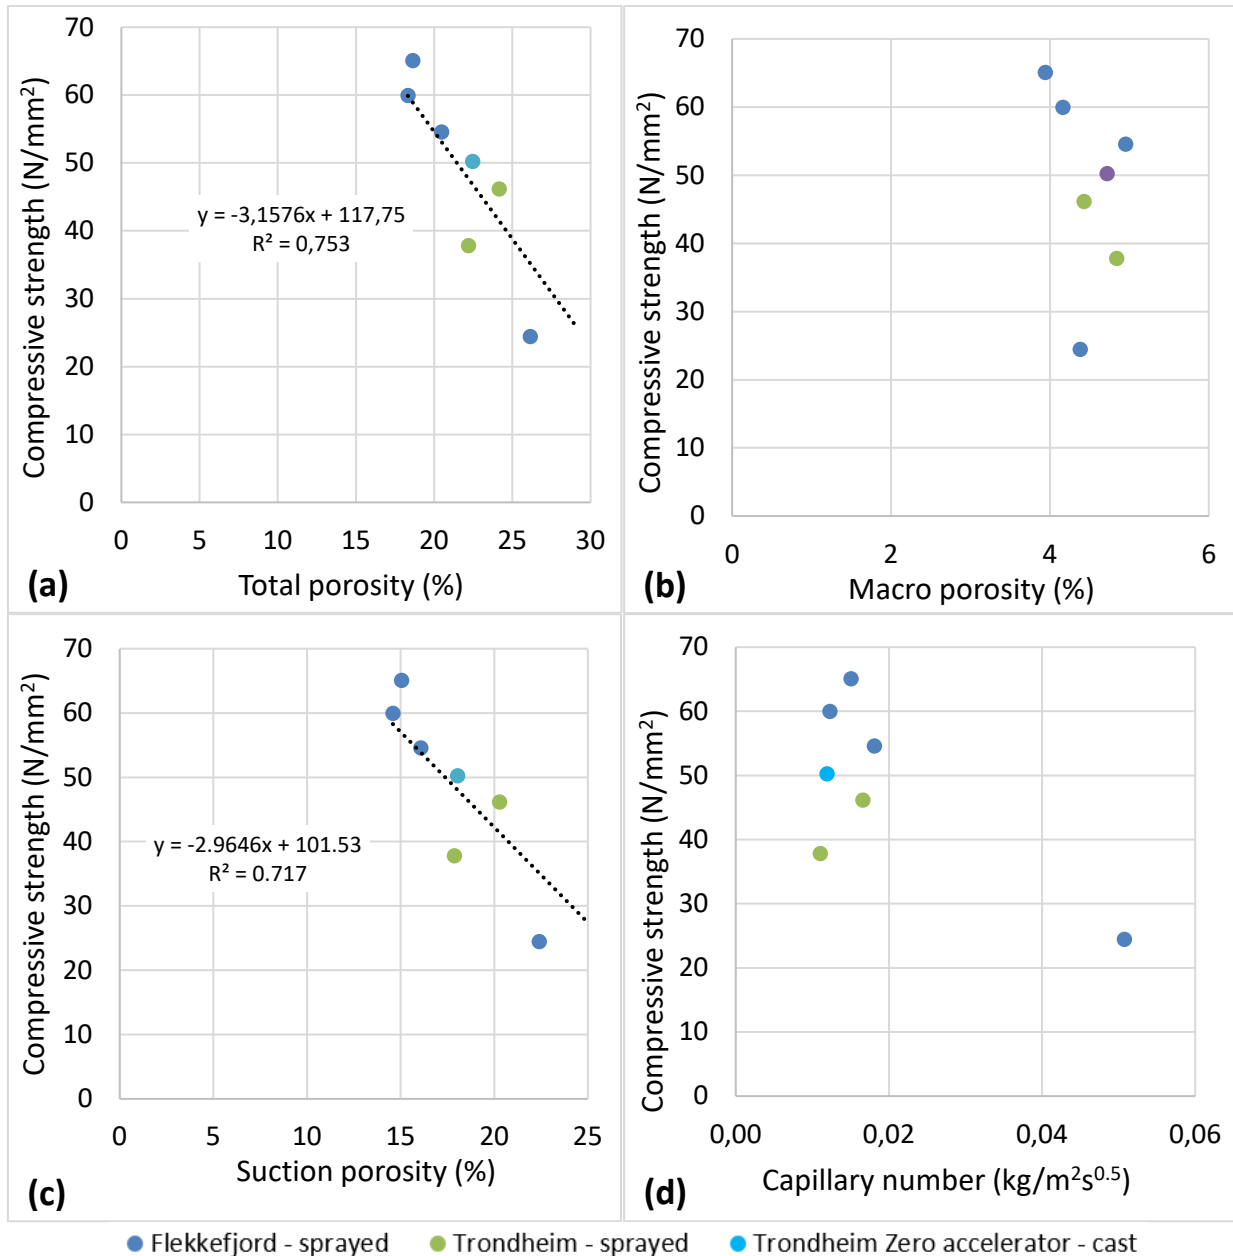 70
60
50
40
30
20
10
0
Compressive strength (N/mm²)
y = -3,1576x + 117,75
R² = 0,753
0 5 10 15 20 25 30
(a) Total porosity (%)
70
60
50
40
30
20
10
0
Compressive strength (N/mm²)
0 2 4 6
(b) Macro porosity (%)
70
60
50
40
30
20
10
0
Compressive strength (N/mm²)
y = -2.9646x + 101.53
R² = 0.717
0 5 10 15 20 25
(c) Suction porosity (%)
70
60
50
40
30
20
10
0
Compressive strength (N/mm²)
0,00 0,02 0,04 0,06
(d) Capillary number (kg/m²s⁰·⁵)
Flekkefjord - sprayed Trondheim - sprayed Trondheim Zero accelerator - cast